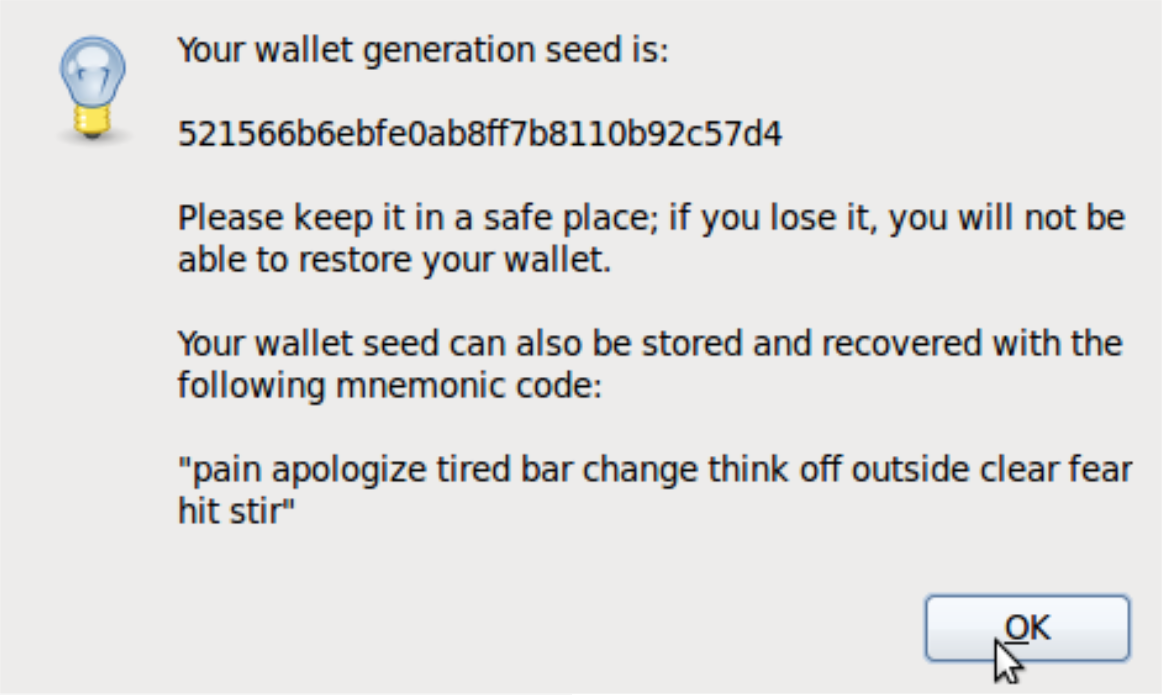 Your wallet generation seed is:
521566b6ebfe0ab8ff7b8110b92c57d4
Please keep it in a safe place; if you lose it, you will not be
able to restore your wallet.
Your wallet seed can also be stored and recovered with the
following mnemonic code:
"pain apologize tired bar change think off outside clear fear
hit stir"
OK